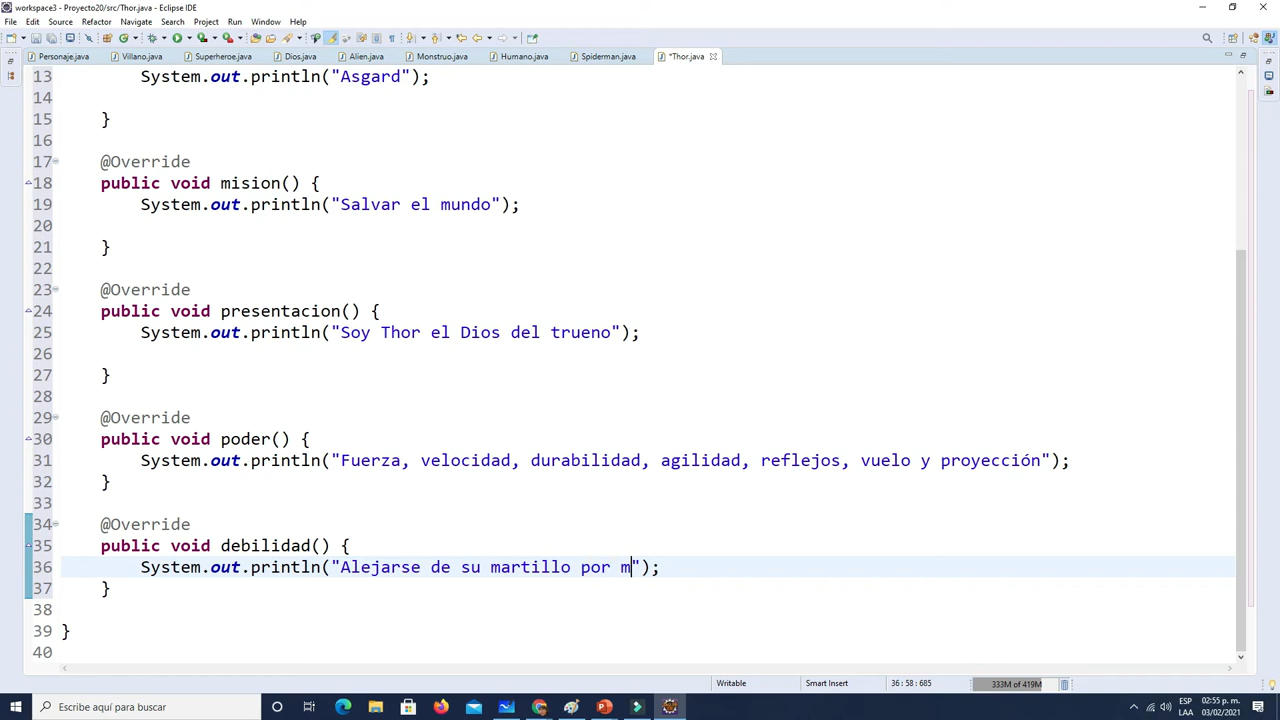 workspace3 - Proyecto20/src/Thor.java - Eclipse IDE
File Edit Source Refactor Navigate Search Project Run Window Help
Personaje.java Villano.java Superheroe.java Dios.java Alien.java Monstruo.java Humano.java Spiderman.java *Thor.java
13 System.out.println("Asgard");
14
15 }
16
17 @Override
18 public void mision() {
19 System.out.println("Salvar el mundo");
20
21 }
22
23 @Override
24 public void presentacion() {
25 System.out.println("Soy Thor el Dios del trueno");
26
27 }
28
29 @Override
30 public void poder() {
31 System.out.println("Fuerza, velocidad, durabilidad, agilidad, reflejos, vuelo y proyección");
32 }
33
34 @Override
35 public void debilidad() {
36 System.out.println("Alejarse de su martillo por m");
37 }
38
39 }
40
Writable Smart Insert 36 : 58 : 685 333M of 419M
Escribe aquí para buscar ESP 02:55 p. m.
LAA 03/02/2021